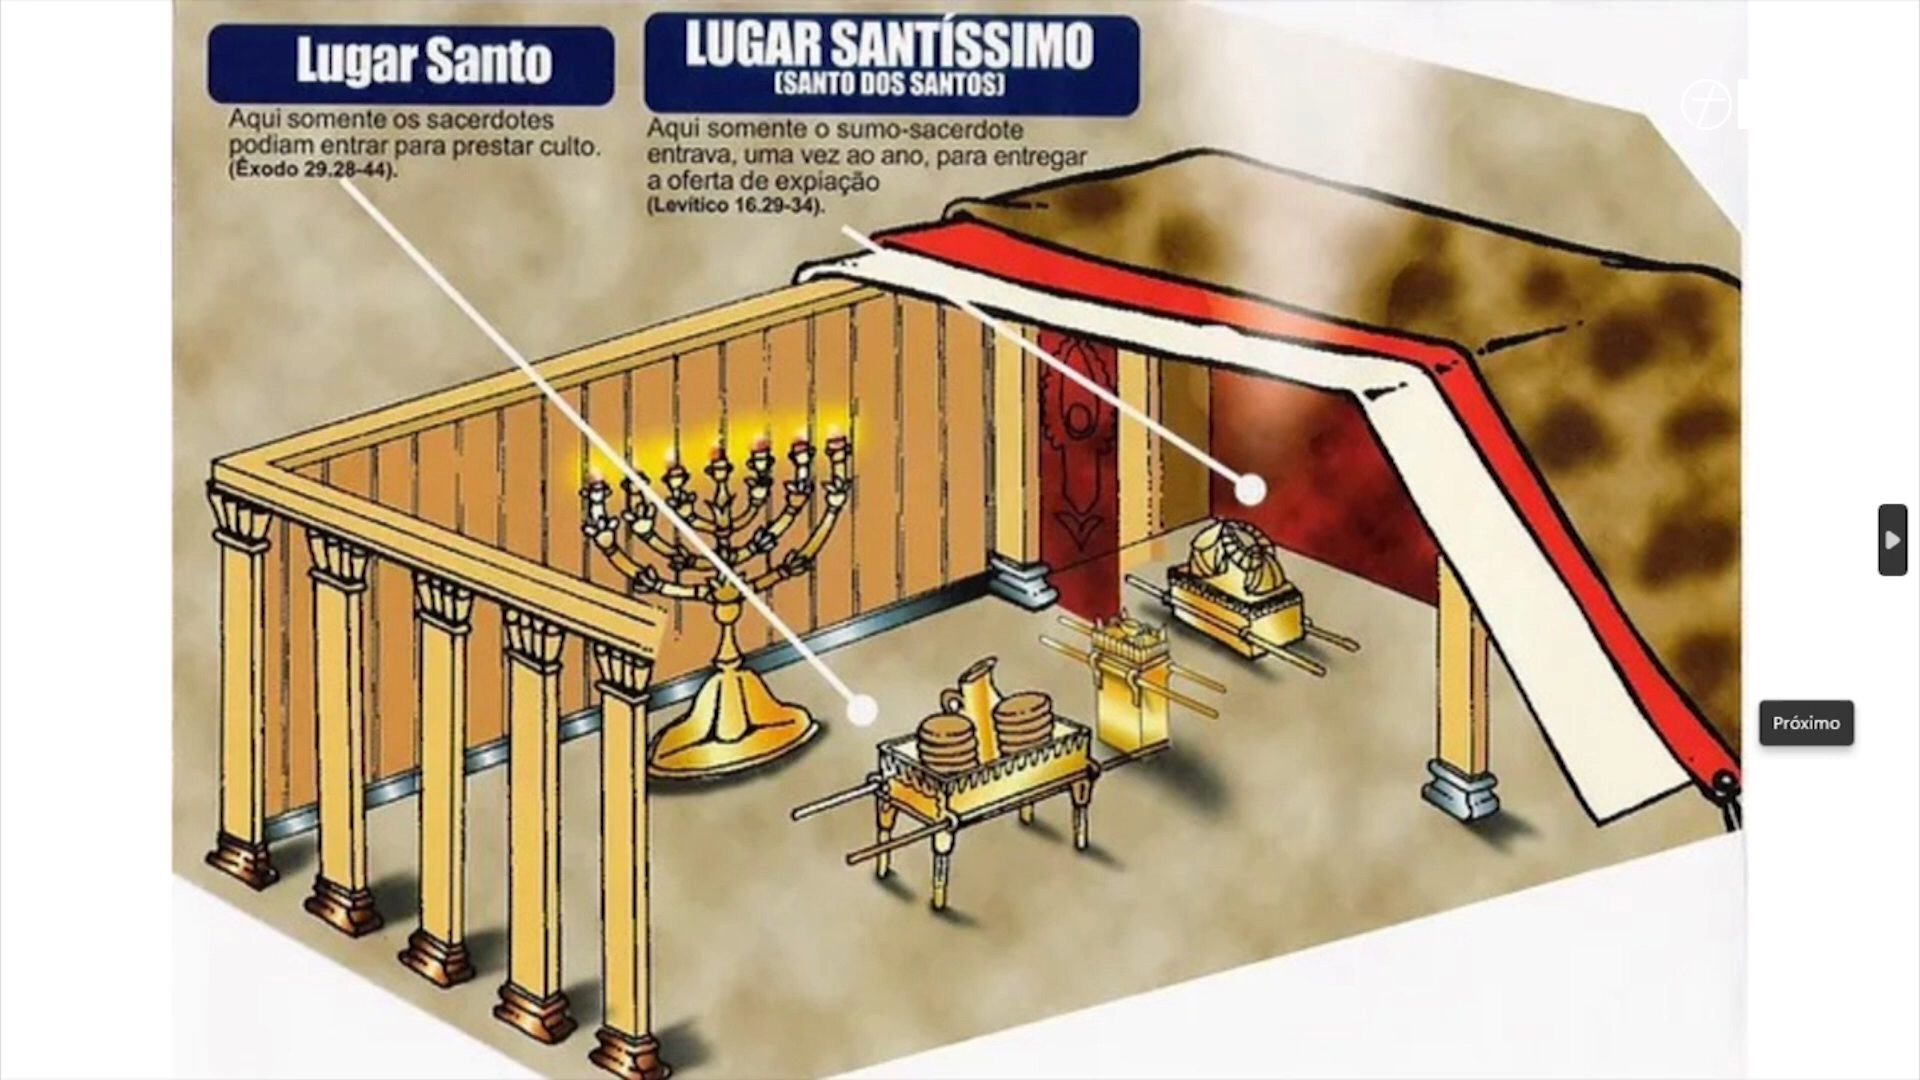 Lugar Santo
Aqui somente os sacerdotes
podiam entrar para prestar culto.
(Êxodo 29.28-44).
LUGAR SANTÍSSIMO
(SANTO DOS SANTOS)
Aqui somente o sumo-sacerdote
entrava, uma vez ao ano, para entregar
a oferta de expiação
(Levítico 16.29-34).
Próximo